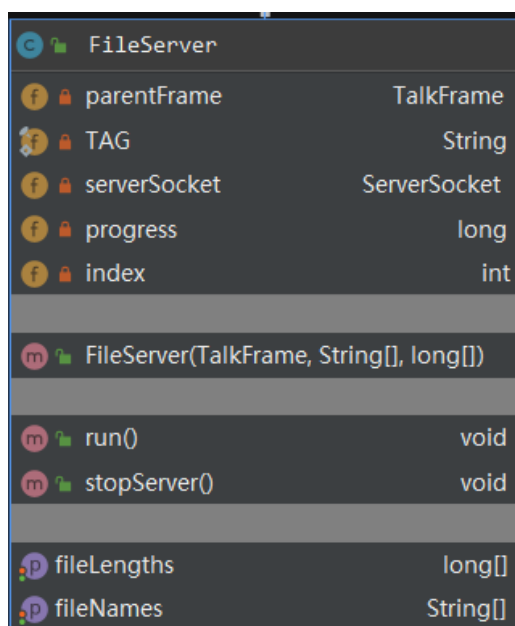 C FileServer
f parentFrame TalkFrame
f TAG String
f serverSocket ServerSocket
f progress long
f index int
m FileServer(TalkFrame, String[], long[])
m run() void
m stopServer() void
p fileLengths long[]
p fileNames String[]